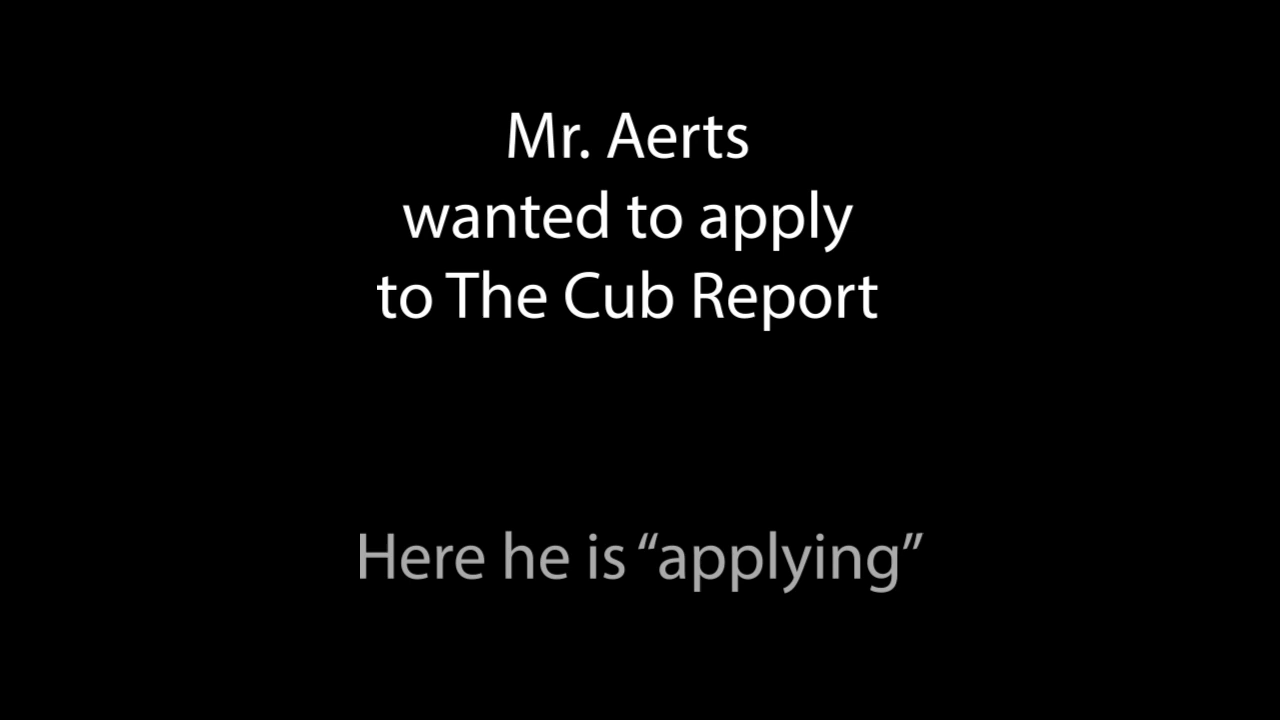 Mr. Aerts
wanted to apply
to The Cub Report
Here he is “applying”